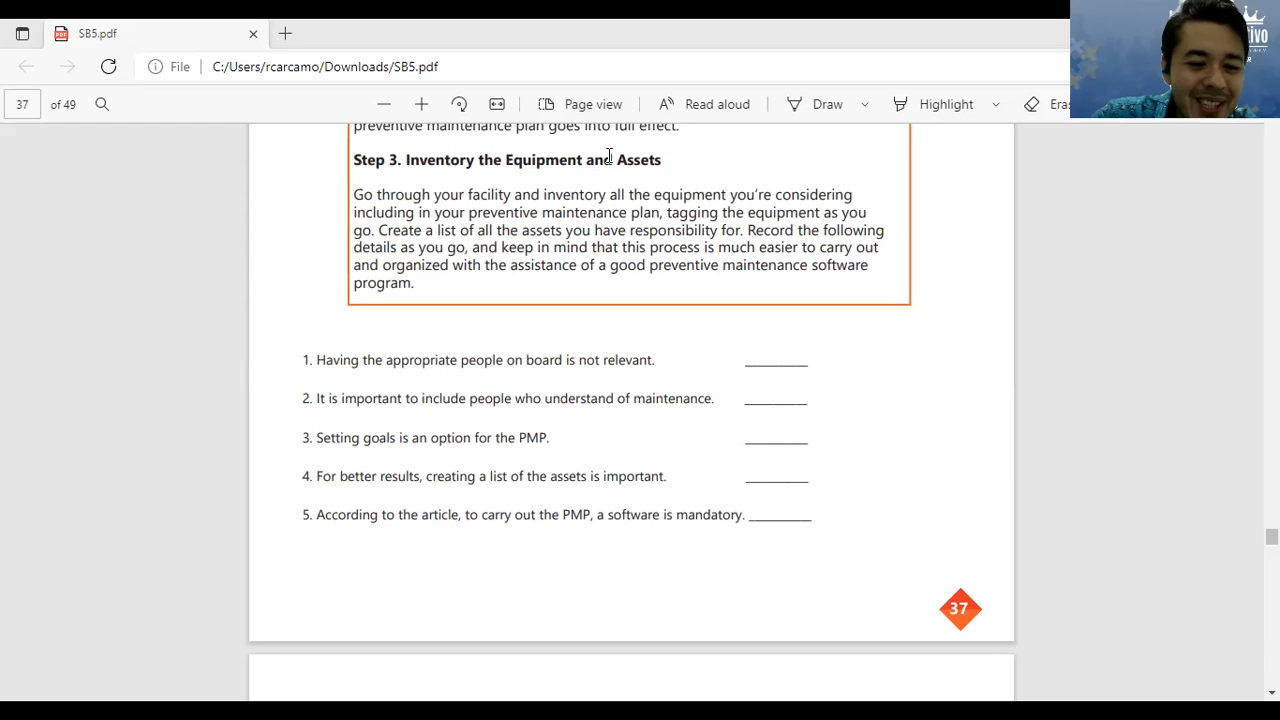 SB5.pdf
File C:/Users/rcarcamo/Downloads/SB5.pdf
37 of 49 Page view Read aloud Draw Highlight
preventive maintenance plan goes into full effect.
Step 3. Inventory the Equipment and Assets
Go through your facility and inventory all the equipment you're considering
including in your preventive maintenance plan, tagging the equipment as you
go. Create a list of all the assets you have responsibility for. Record the following
details as you go, and keep in mind that this process is much easier to carry out
and organized with the assistance of a good preventive maintenance software
program.
1. Having the appropriate people on board is not relevant. ________
2. It is important to include people who understand of maintenance. ________
3. Setting goals is an option for the PMP. ________
4. For better results, creating a list of the assets is important. ________
5. According to the article, to carry out the PMP, a software is mandatory. ________
37